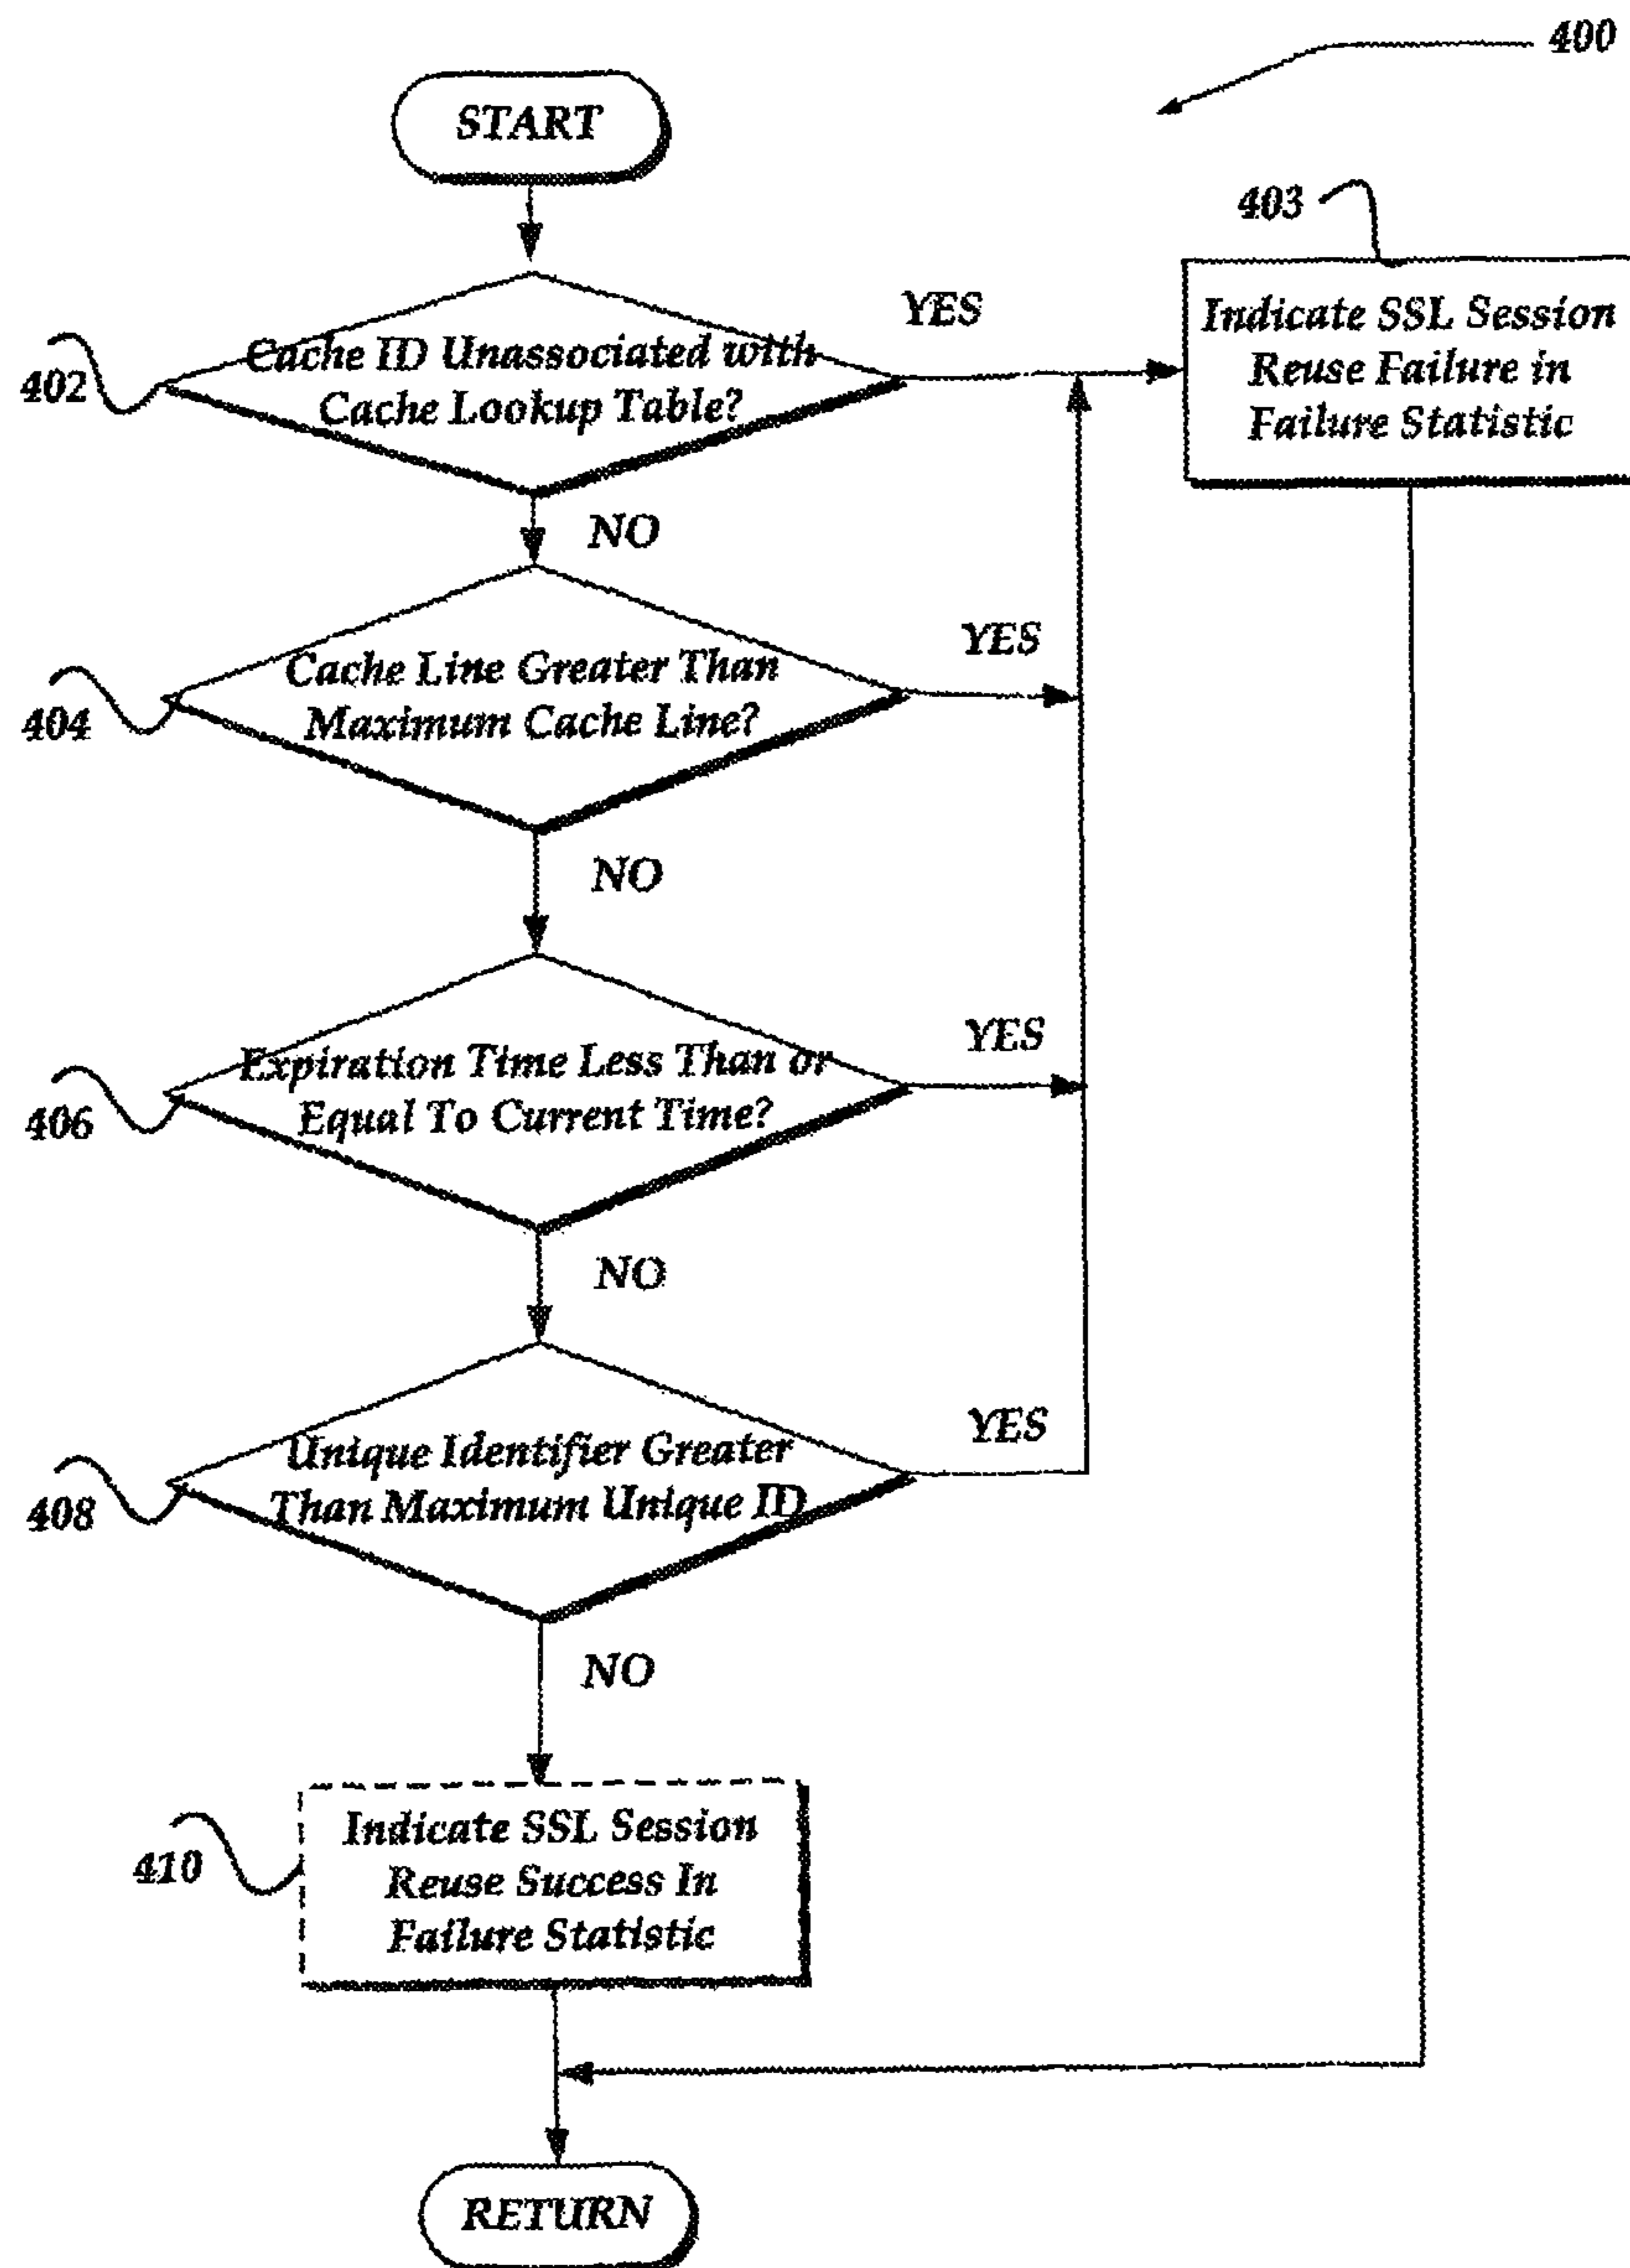 400
START
403
YES
Indicate SSL Session
Reuse Failure in
Failure Statistic
402
Cache ID Unassociated with
Cache Lookup Table?
NO
YES
404
Cache Line Greater Than
Maximum Cache Line?
NO
YES
406
Expiration Time Less Than or
Equal To Current Time?
NO
YES
408
Unique Identifier Greater
Than Maximum Unique ID
NO
410
Indicate SSL Session
Reuse Success In
Failure Statistic
RETURN